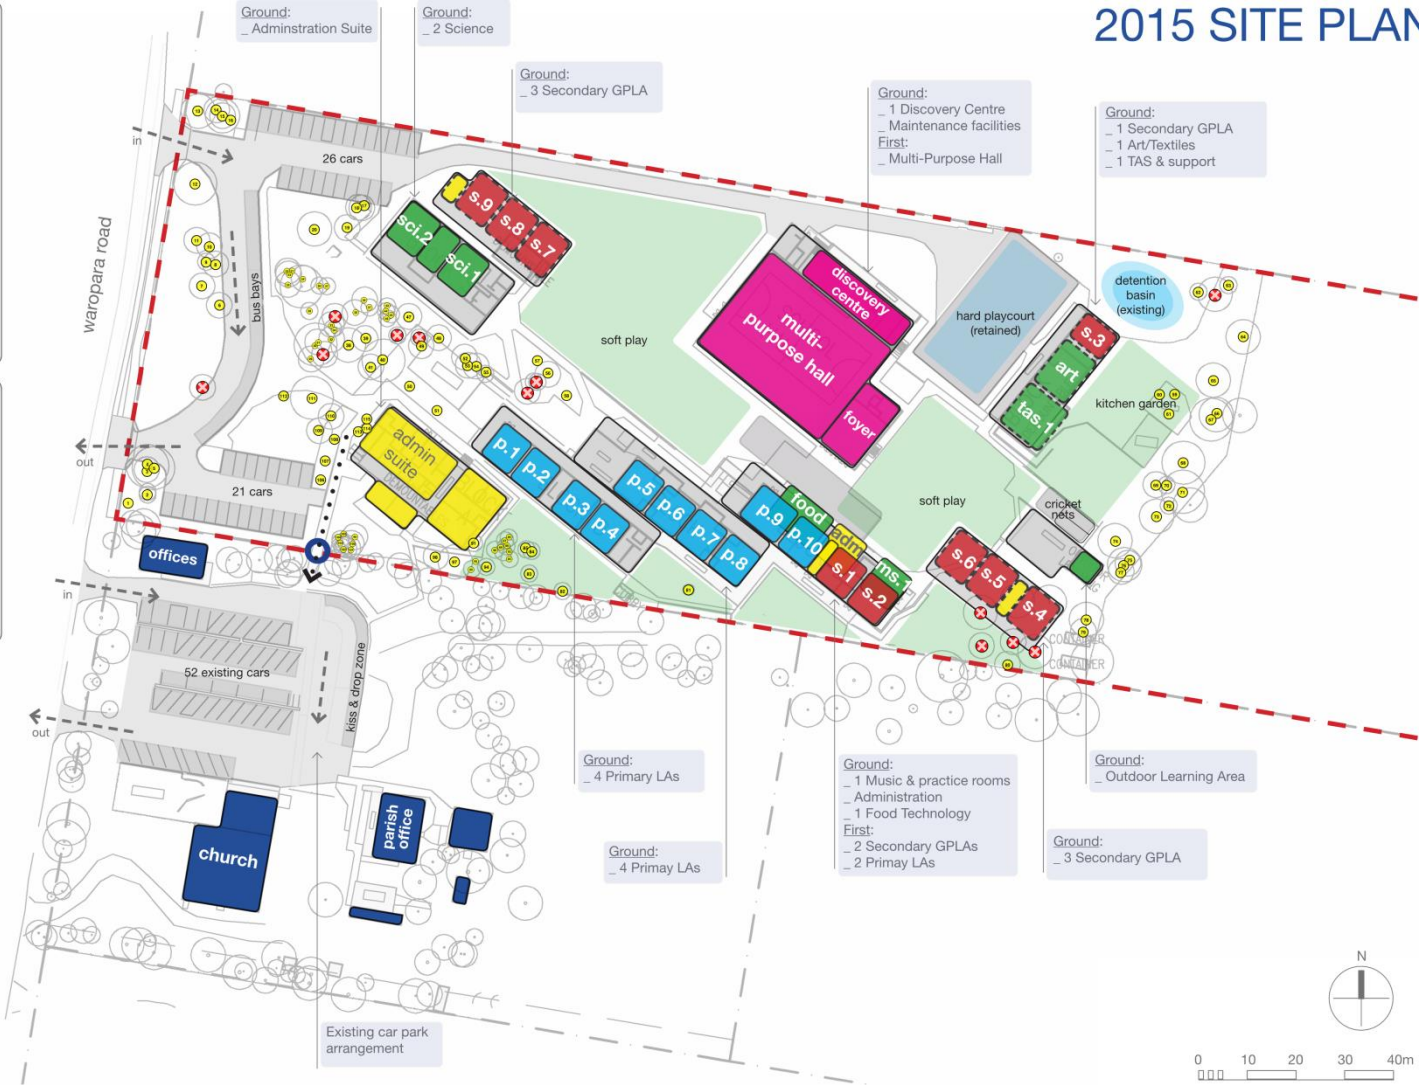 2015 SITE PLAN
Ground:
_ Adminstration Suite
Ground:
_ 2 Science
Ground:
_ 3 Secondary GPLA
Ground:
_ 1 Discovery Centre
_ Maintenance facilities
First:
_ Multi-Purpose Hall
Ground:
_ 1 Secondary GPLA
_ 1 Art/Textiles
_ 1 TAS & support
in
26 cars
waropara road
bus bays
out
21 cars
s.9
s.8
s.7
sci.2
sci.1
soft play
discovery
centre
multi-
purpose hall
foyer
hard playcourt
(retained)
detention
basin
(existing)
s.3
art
tas.1
kitchen garden
cricket
nets
soft play
admin
suite
p.1
p.2
p.3
p.4
p.5
p.6
p.7
p.8
p.9
food
p.10
adm
s.1
s.2
ms.
s.6
s.5
s.4
CONTAINER
CONTAINER
offices
in
52 existing cars
kiss & drop zone
out
church
parish
office
Ground:
_ 4 Primary LAs
Ground:
_ 4 Primay LAs
Ground:
_ 1 Music & practice rooms
_ Administration
_ 1 Food Technology
First:
_ 2 Secondary GPLAs
_ 2 Primay LAs
Ground:
_ Outdoor Learning Area
Ground:
_ 3 Secondary GPLA
Existing car park
arrangement
N
0 10 20 30 40m